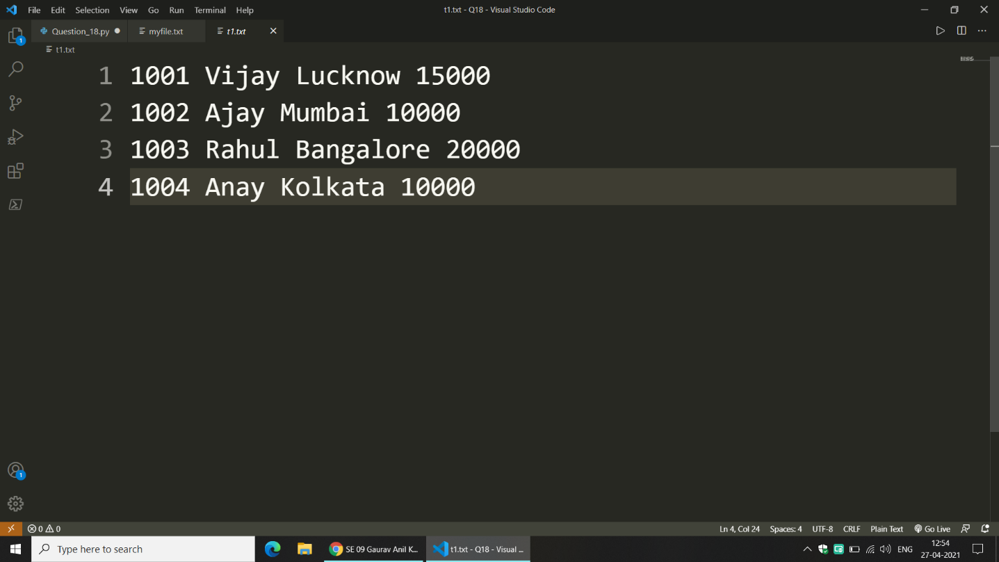 File Edit Selection View Go Run Terminal Help
t1.txt - Q18 - Visual Studio Code
Question_18.py
myfile.txt
t1.txt
t1.txt
1
1 1001 Vijay Lucknow 15000
2 1002 Ajay Mumbai 10000
3 1003 Rahul Bangalore 20000
4 1004 Anay Kolkata 10000
1
0 0
Ln 4, Col 24 Spaces: 4 UTF-8 CRLF Plain Text Go Live
Type here to search
SE 09 Gaurav Anil K...
t1.txt - Q18 - Visual ...
ENG
12:54
27-04-2021